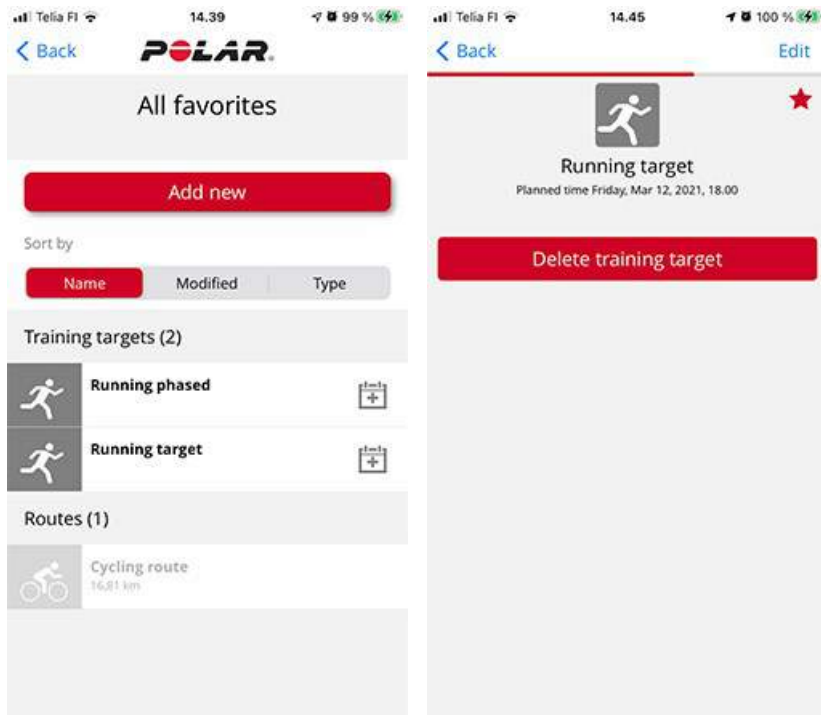 Telia FI 14.39 99 %
Back POLAR.
All favorites
Add new
Sort by
Name Modified Type
Training targets (2)
Running phased
Running target
Routes (1)
Cycling route
16,81 km
Telia FI 14.45 100 %
Back Edit
Running target
Planned time Friday, Mar 12, 2021, 18.00
Delete training target